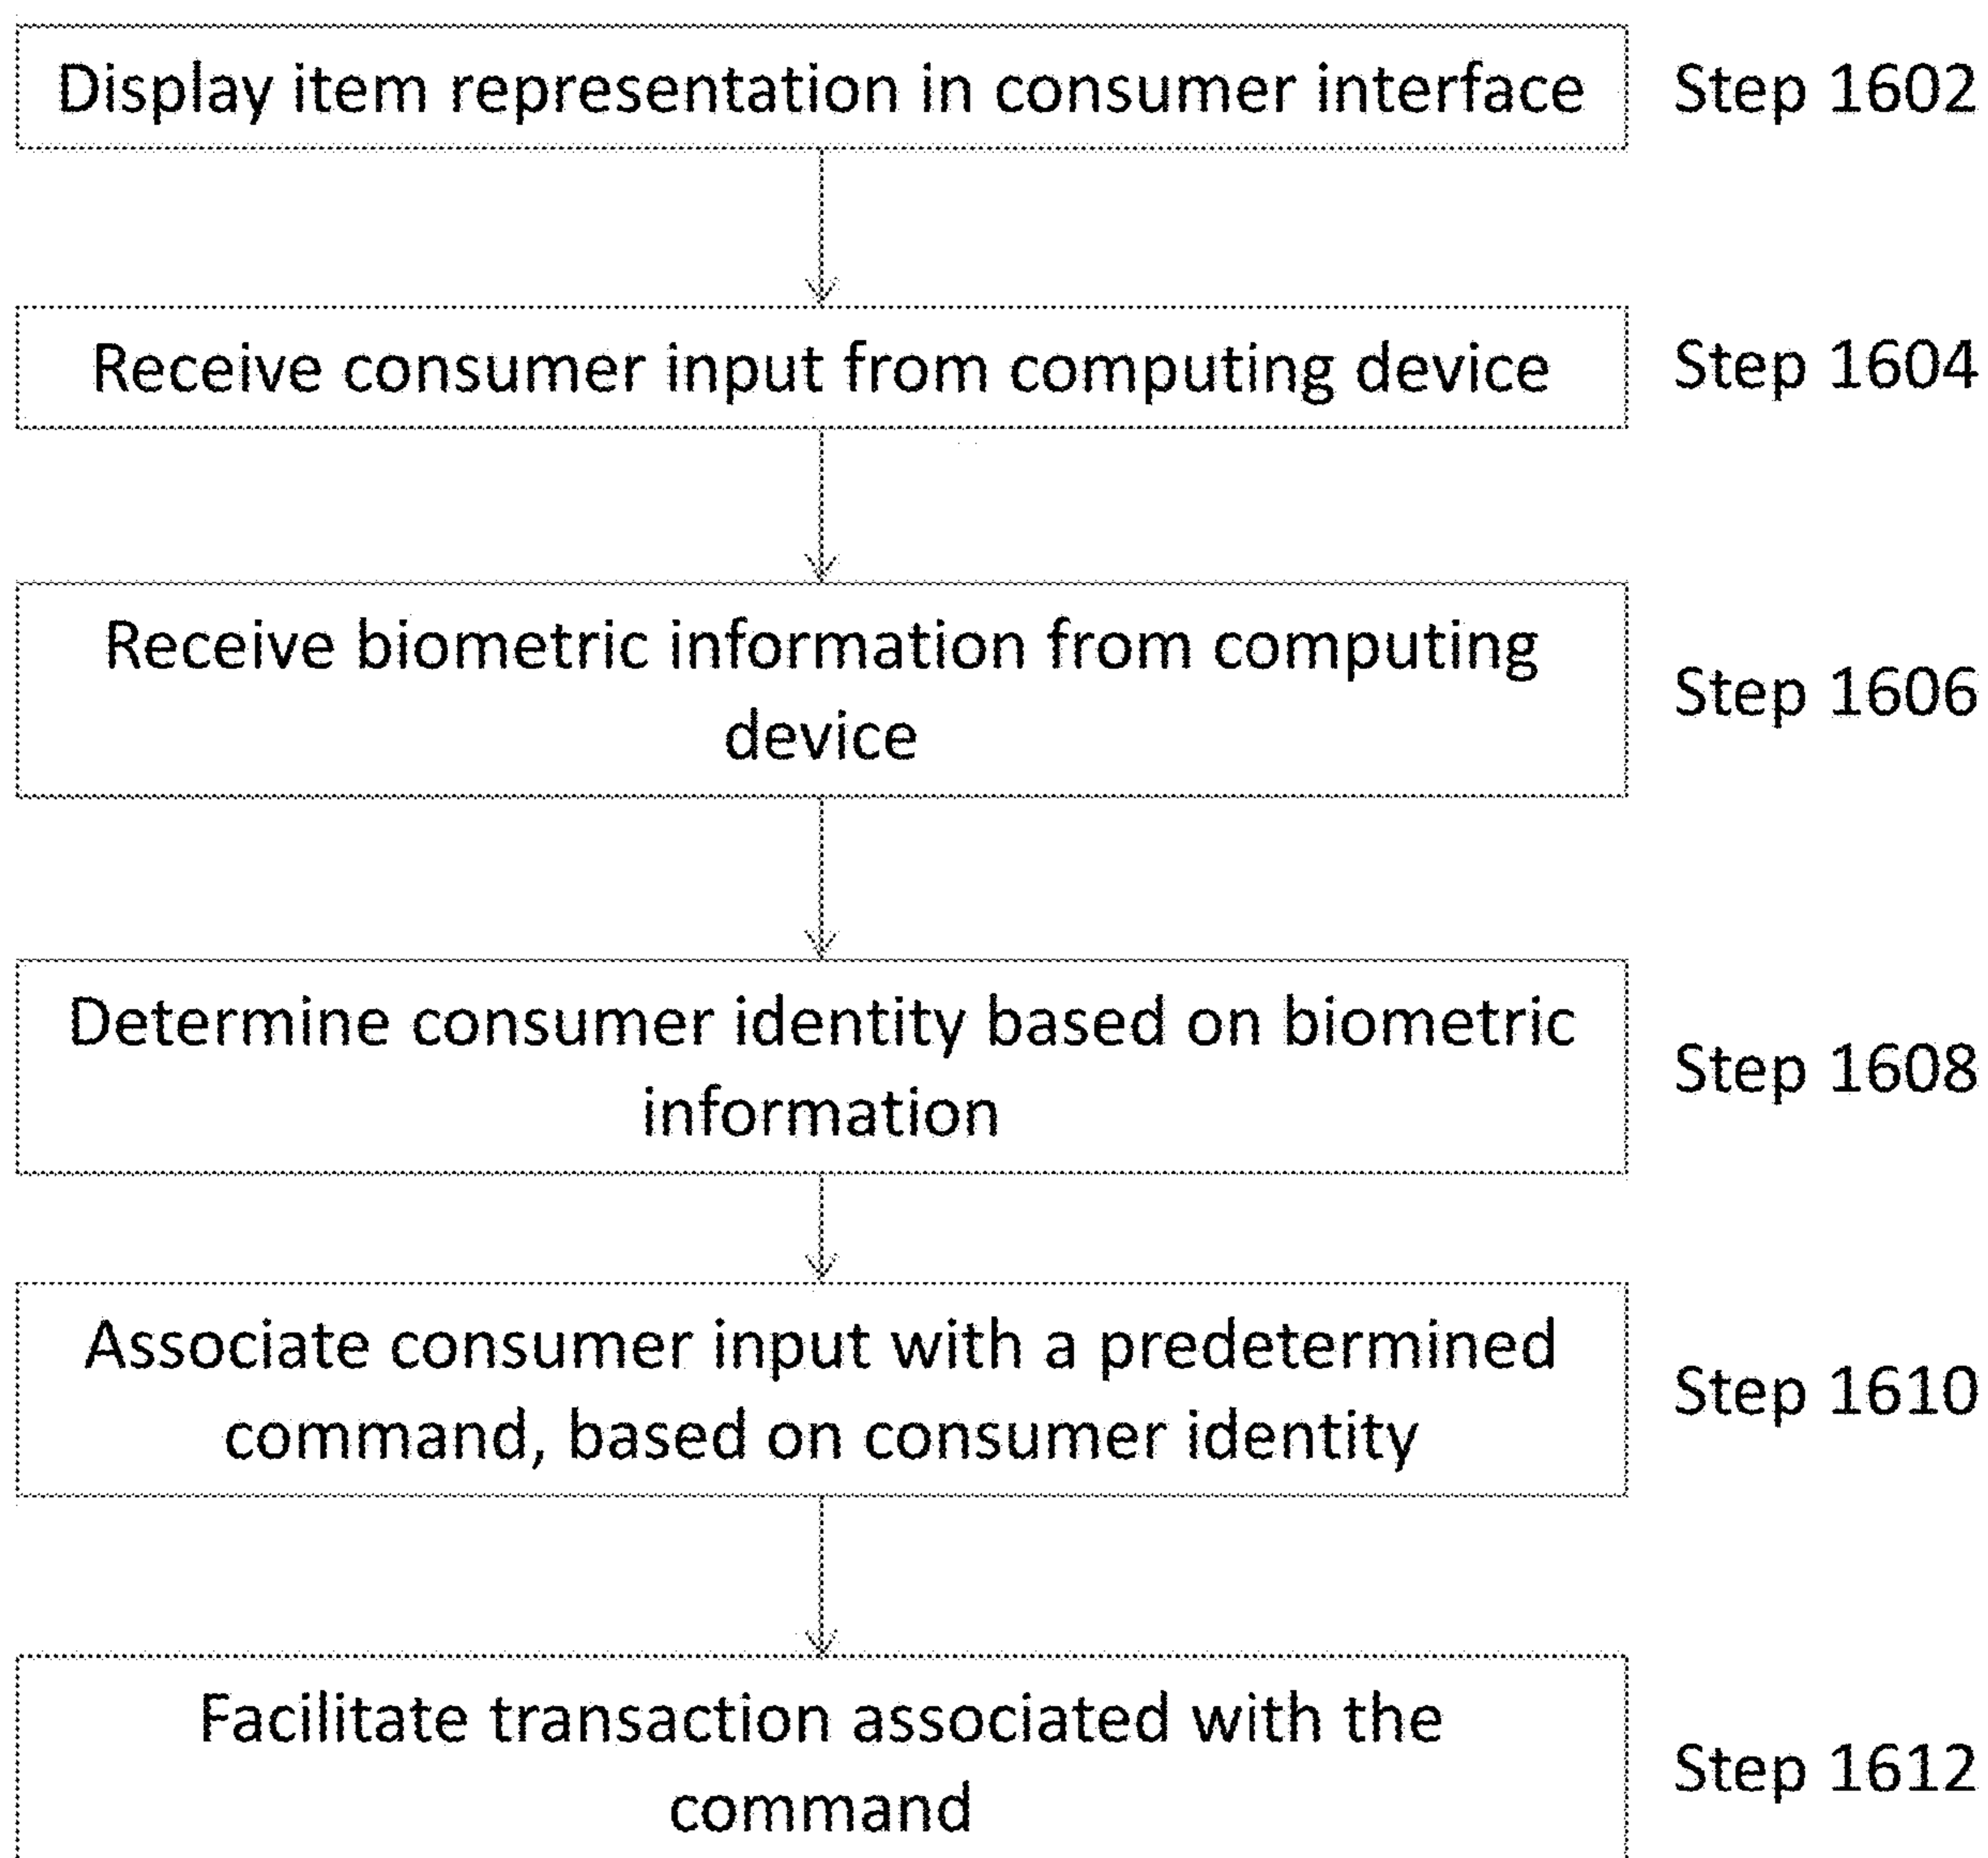 Display item representation in consumer interface
Step 1602
Receive consumer input from computing device
Step 1604
Receive biometric information from computing
device
Step 1606
Determine consumer identity based on biometric
information
Step 1608
Associate consumer input with a predetermined
command, based on consumer identity
Step 1610
Facilitate transaction associated with the
command
Step 1612